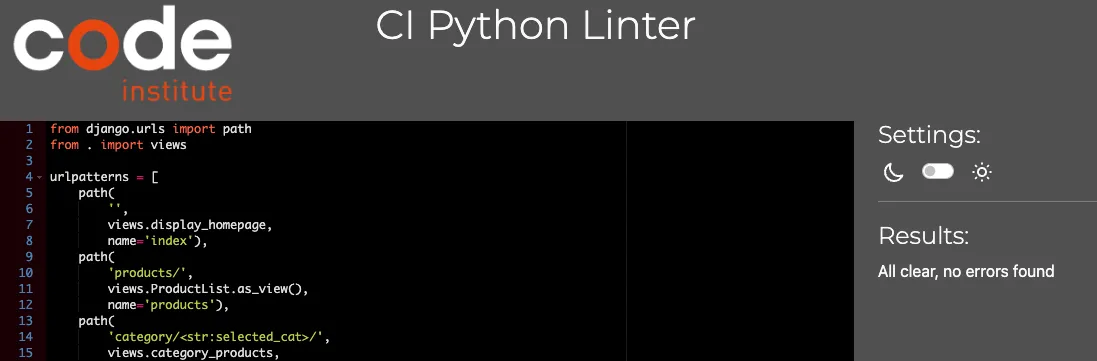 code
institute
CI Python Linter
1 from django.urls import path
2 from . import views
3
4 urlpatterns = [
5     path(
6         '',
7         views.display_homepage,
8         name='index'),
9     path(
10         'products/',
11         views.ProductList.as_view(),
12         name='products'),
13     path(
14         'category/<str:selected_cat>/',
15         views.category_products,
Settings:
Results:
All clear, no errors found